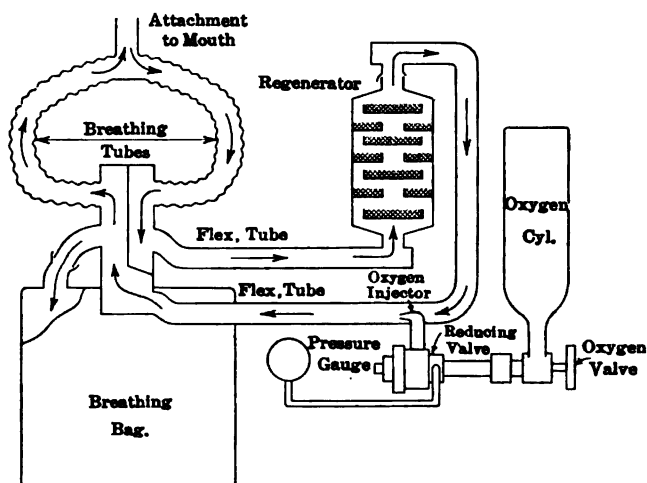 Attachment
to Mouth
Regenerator
Breathing
Tubes
Oxygen
Cyl.
Flex, Tube
Oxygen
Injector
Flex,Tube
Reducing
Valve
Pressure
Gauge
Oxygen
Valve
Breathing
Bag.